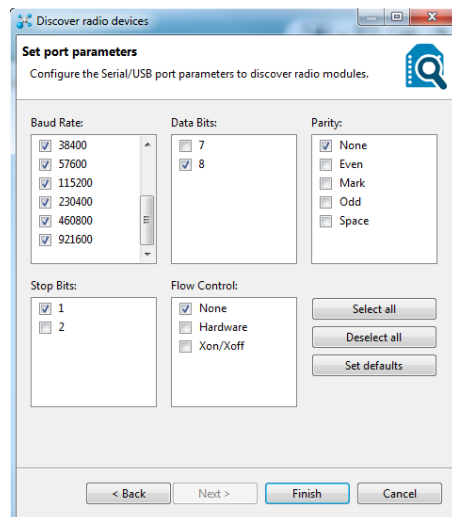 Discover radio devices
Set port parameters
Configure the Serial/USB port parameters to discover radio modules.
Baud Rate:
38400
57600
115200
230400
460800
921600
Data Bits:
7
8
Parity:
None
Even
Mark
Odd
Space
Stop Bits:
1
2
Flow Control:
None
Hardware
Xon/Xoff
Select all
Deselect all
Set defaults
< Back
Next >
Finish
Cancel